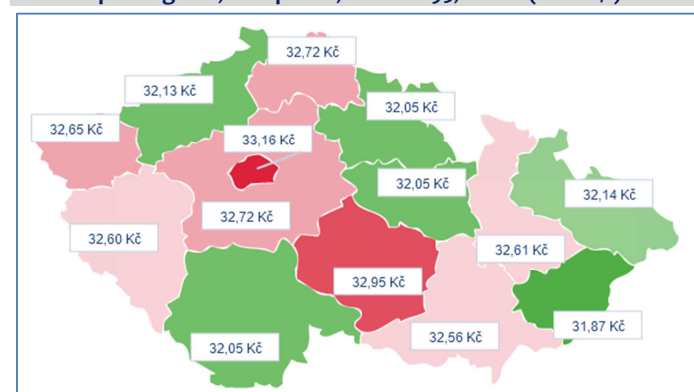 32,72 Kč
32,13 Kč
32,05 Kč
32,65 Kč
33,16 Kč
32,05 Kč
32,14 Kč
32,72 Kč
32,60 Kč
32,61 Kč
32,95 Kč
31,87 Kč
32,56 Kč
32,05 Kč